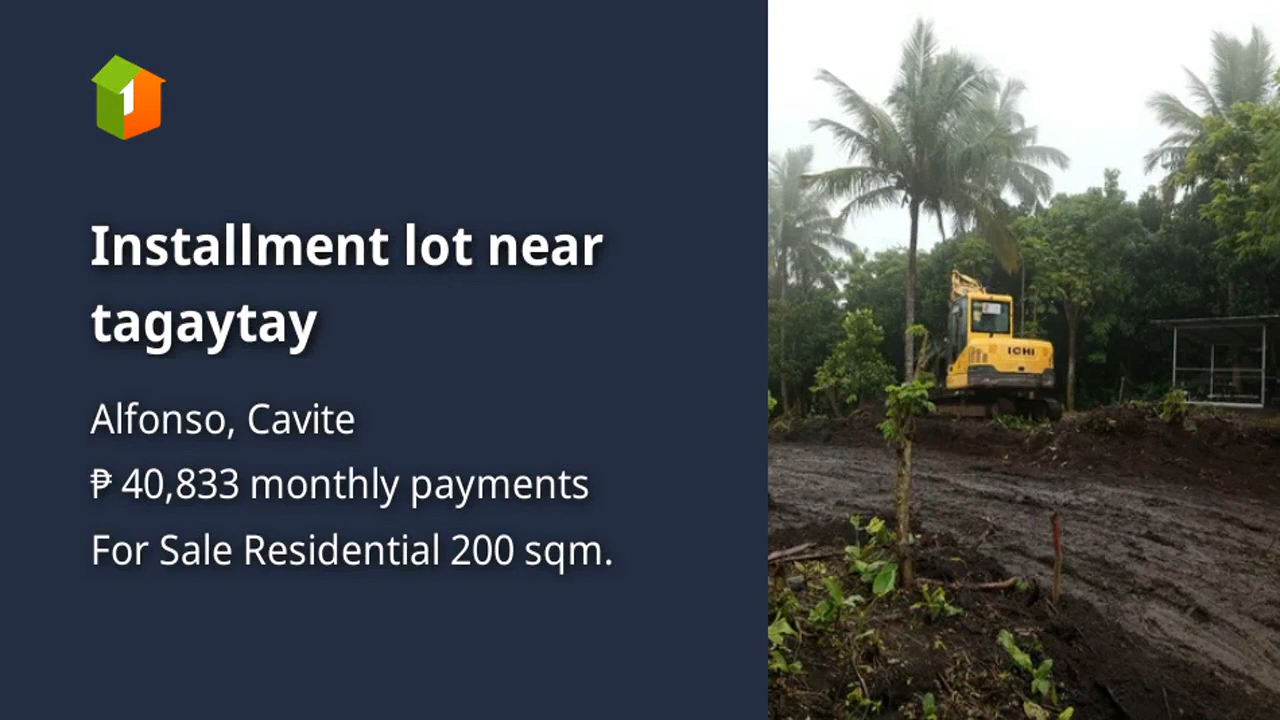 Installment lot near
tagaytay
Alfonso, Cavite
₱ 40,833 monthly payments
For Sale Residential 200 sqm.
ICHI